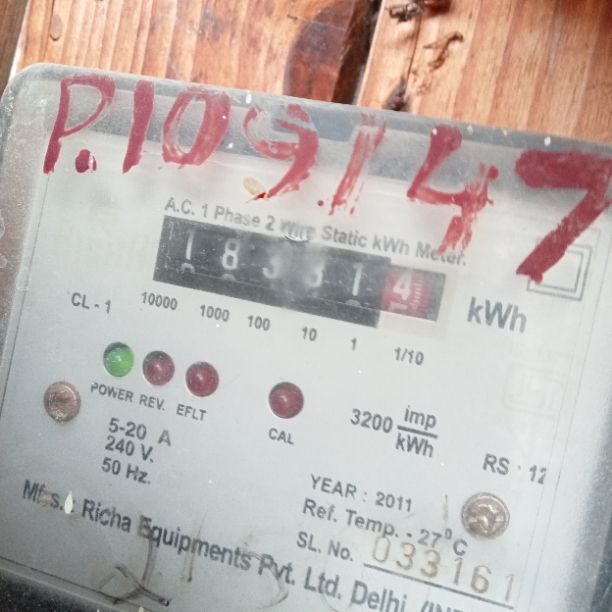 P.109147
A.C. 1 Phase 2 Wire Static kWh Meter.
183314 kWh
CL - 1 10000 1000 100 10 1 1/10
POWER REV. EFLT CAL
3200 imp/kWh
5-20 A
240 V.
50 Hz.
RS - 12
YEAR : 2011
Ref. Temp. - 27°C
SL. No. 033161
Richa Equipments Pvt. Ltd. Delhi